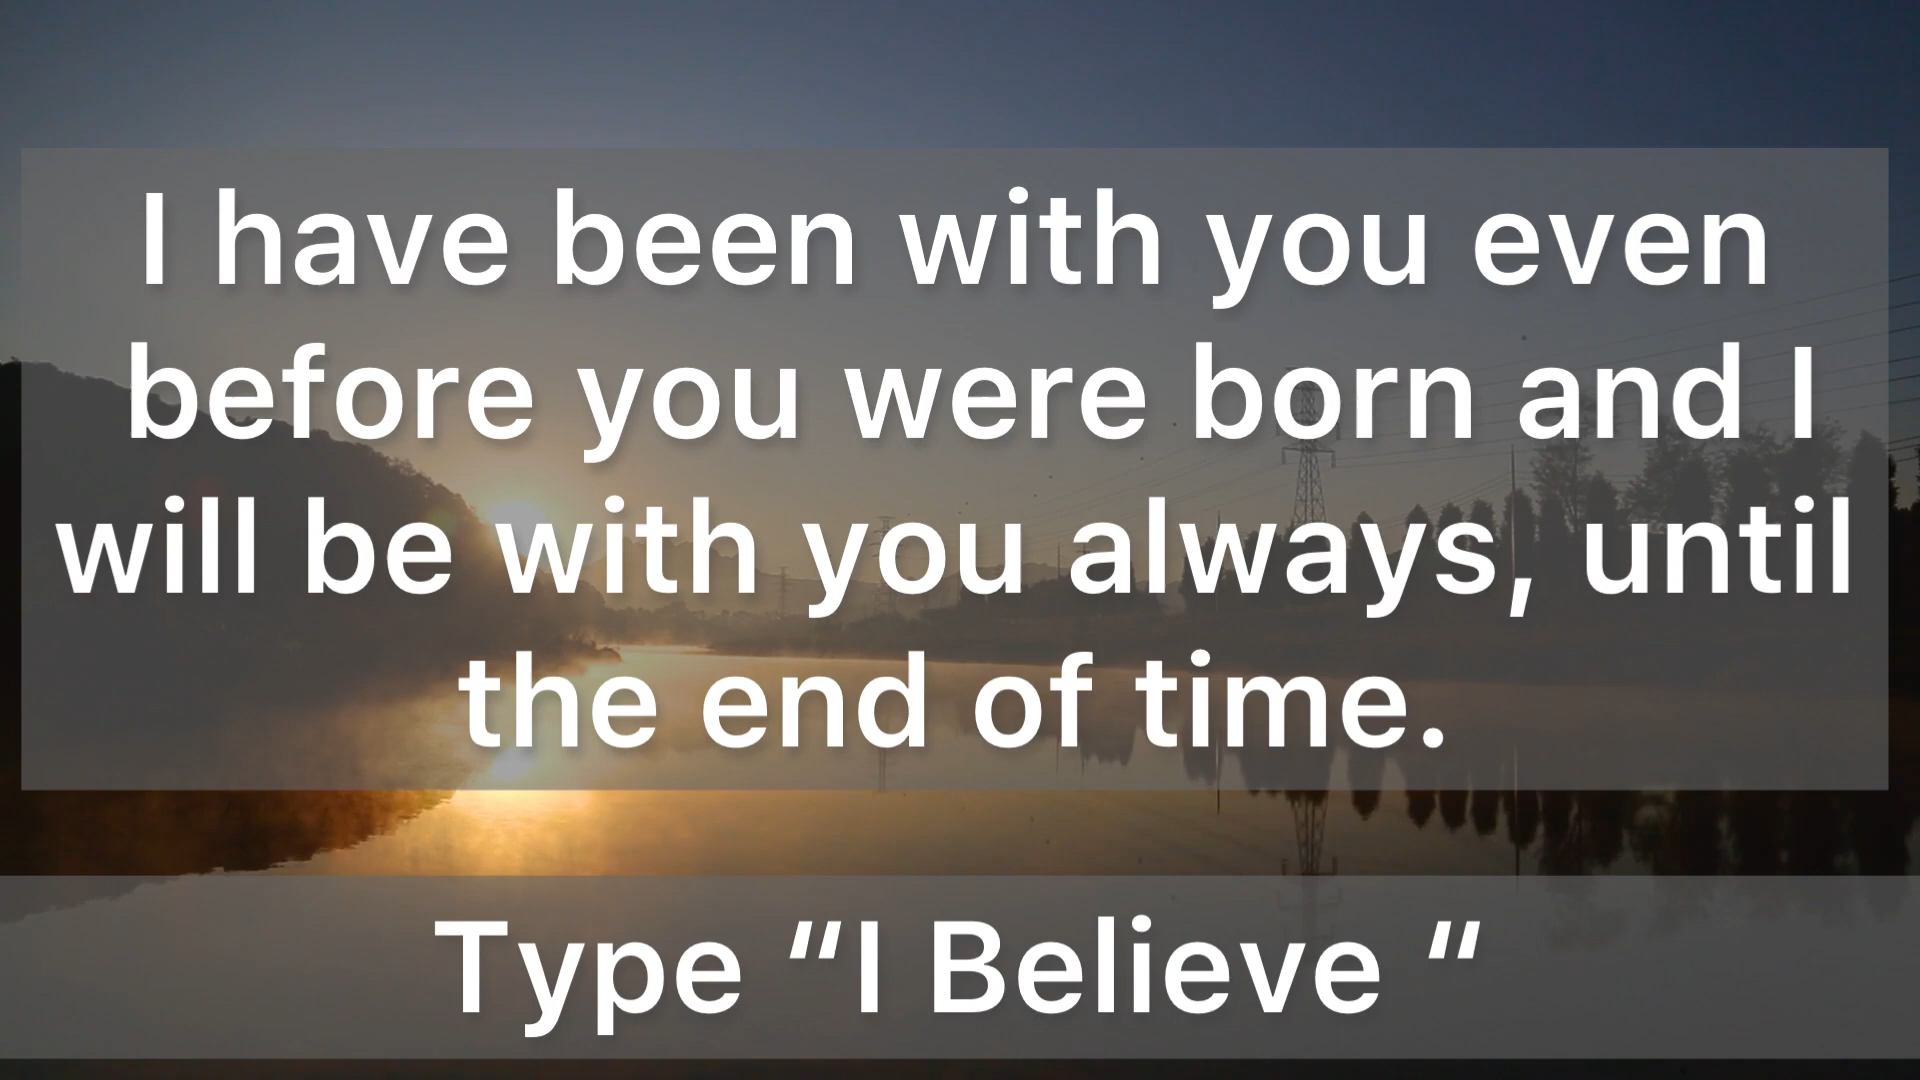 I have been with you even
before you were born and I
will be with you always, until
the end of time.
Type “I Believe “